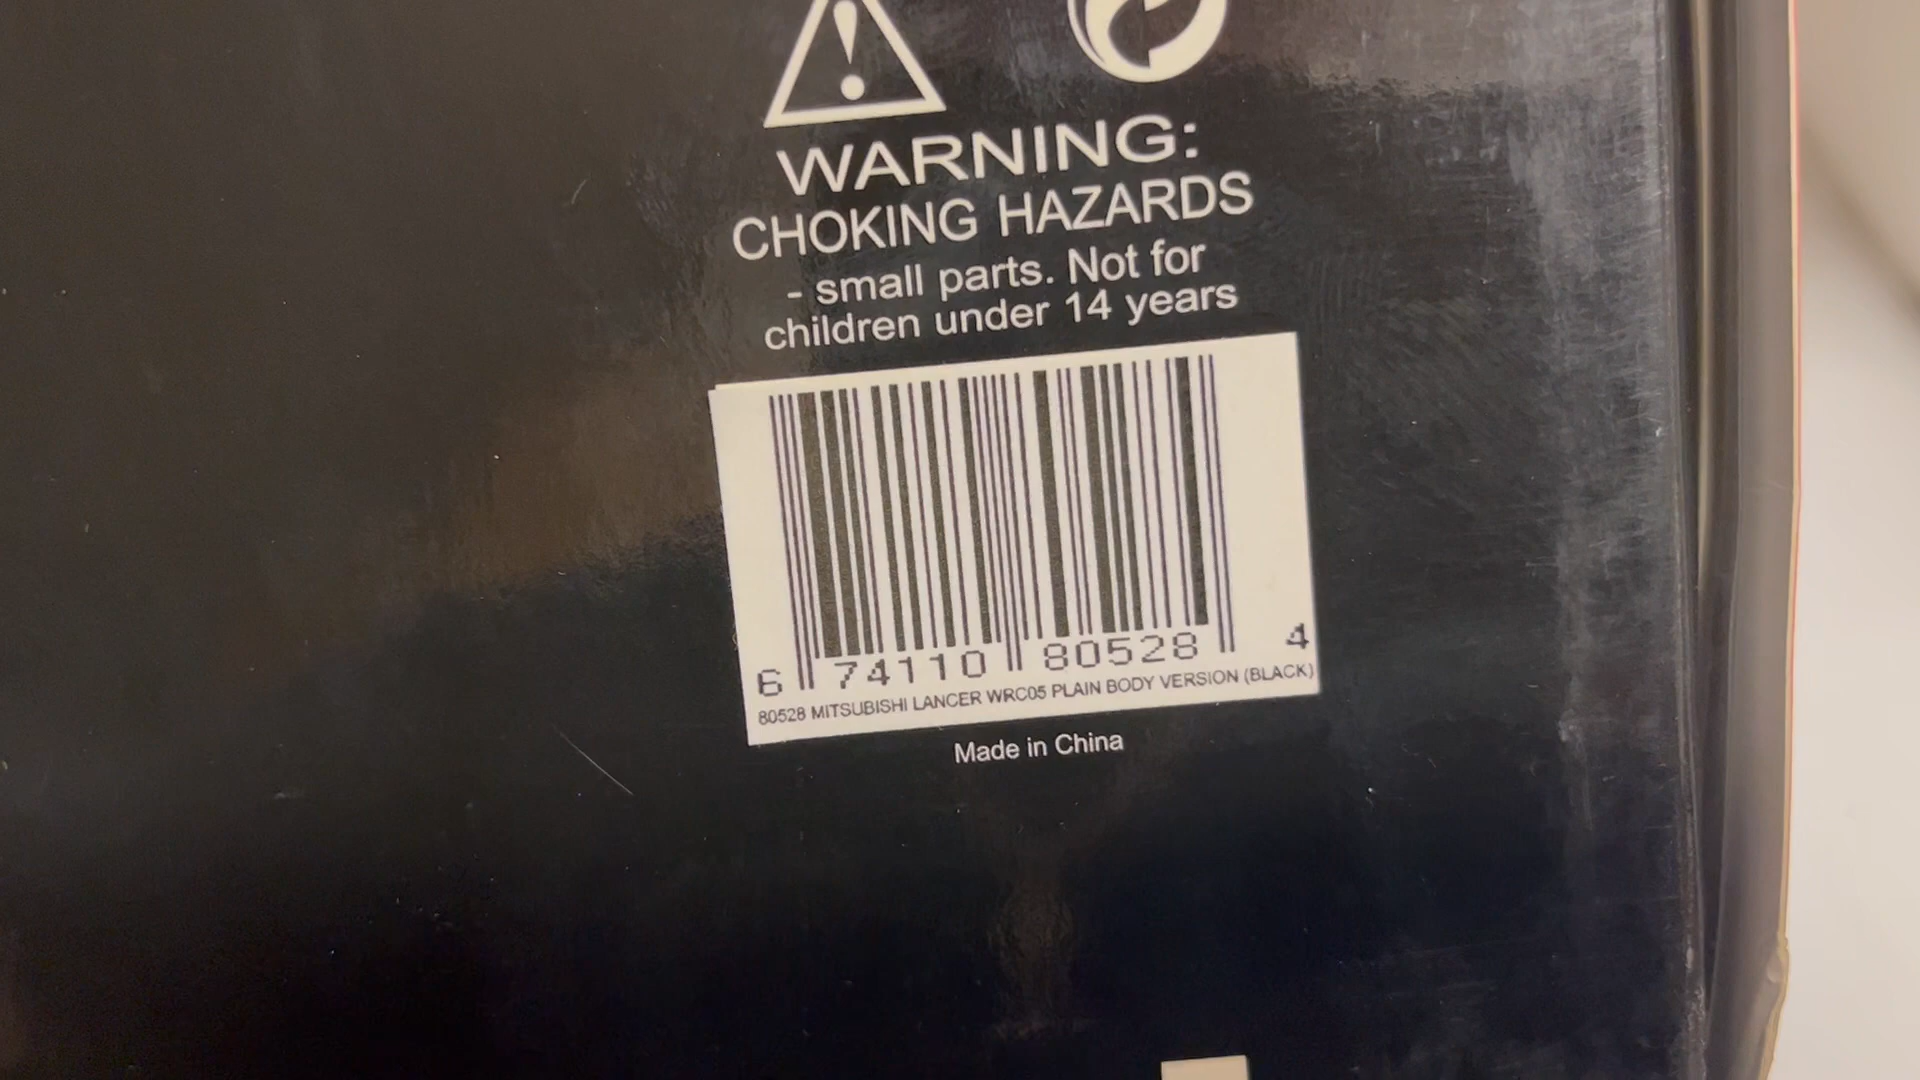 WARNING:
CHOKING HAZARDS
- small parts. Not for
children under 14 years
6 74110 80528 4
80528 MITSUBISHI LANCER WRC05 PLAIN BODY VERSION (BLACK)
Made in China